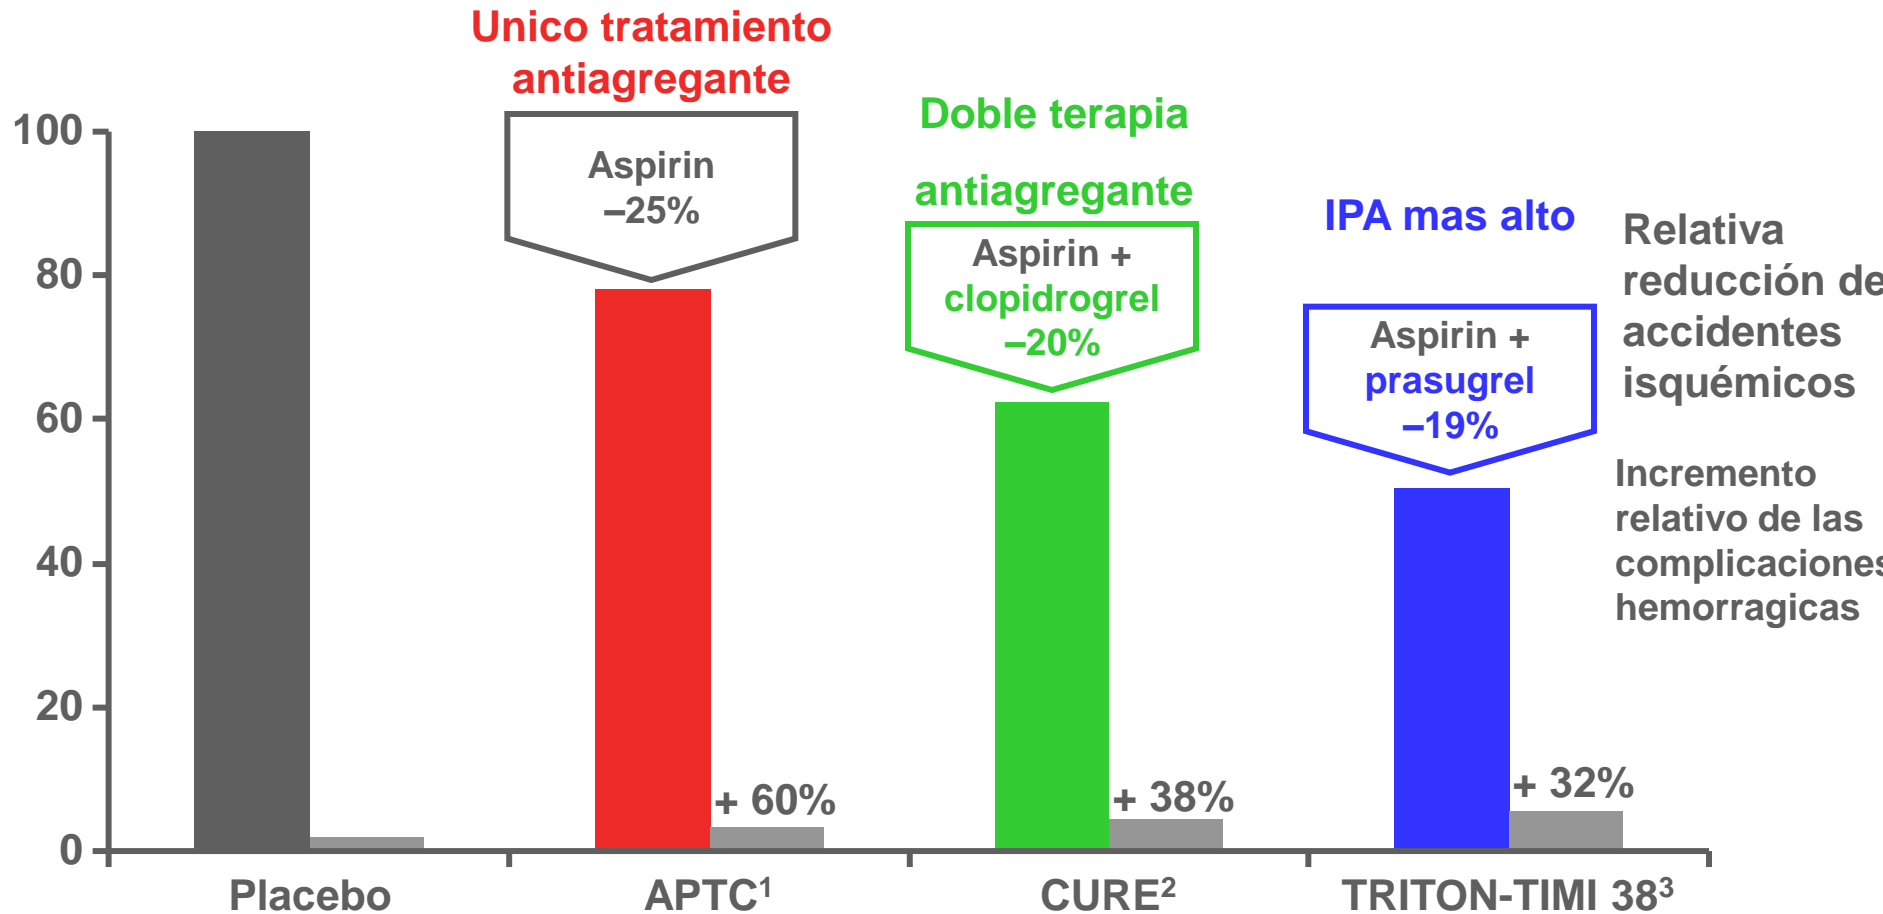 Unico tratamiento
antiagregante
Aspirin
–25%
Doble terapia
antiagregante
Aspirin +
clopidrogrel
–20%
IPA mas alto
Aspirin +
prasugrel
–19%
Relativa
reducción de
accidentes
isquémicos
Incremento
relativo de las
complicaciones
hemorragicas
100
80
60
40
20
0
+ 60%
+ 38%
+ 32%
Placebo
APTC¹
CURE²
TRITON-TIMI 38³